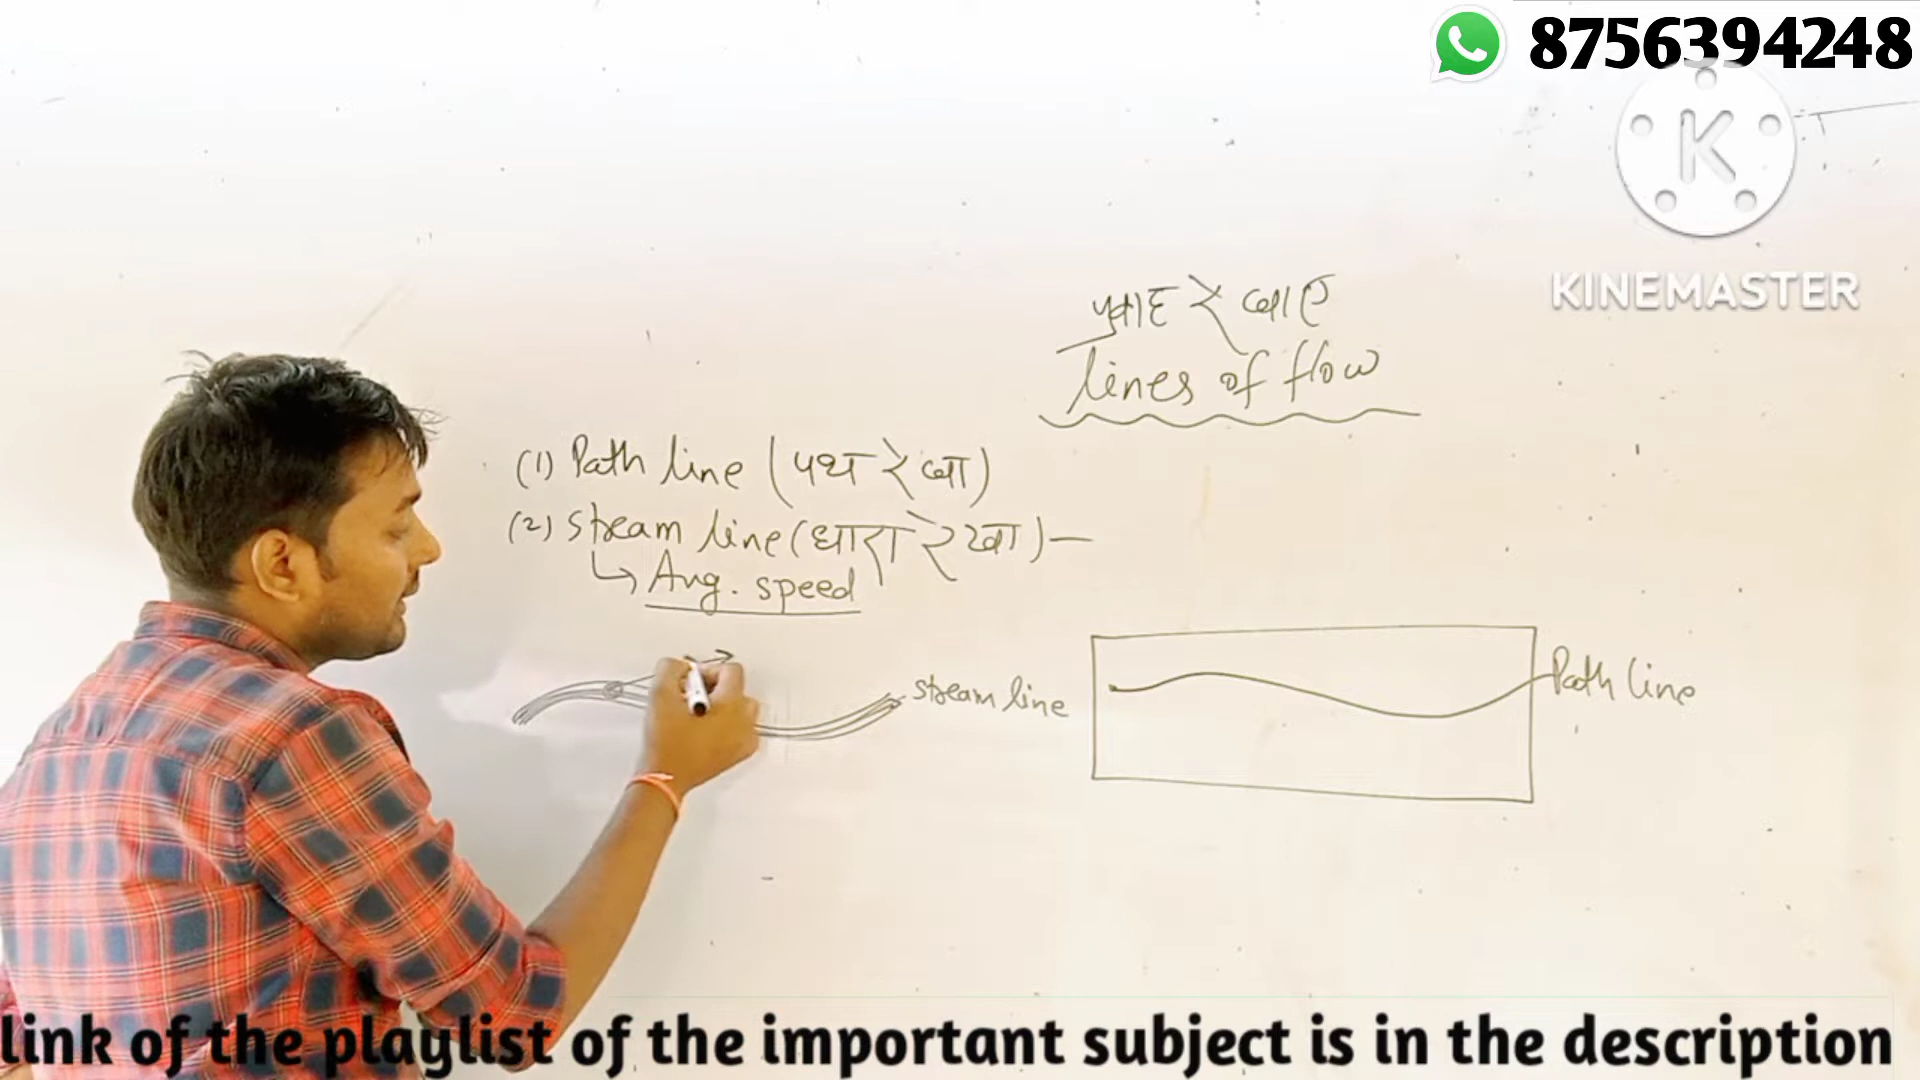 8756394248
KINEMASTER
प्रवाह रेखाए
lines of flow
(1) Path line (पथ रेखा)
(2) Stream line (धारा रेखा) —
↳ Avg. speed
stream line
Path line
link of the playlist of the important subject is in the description